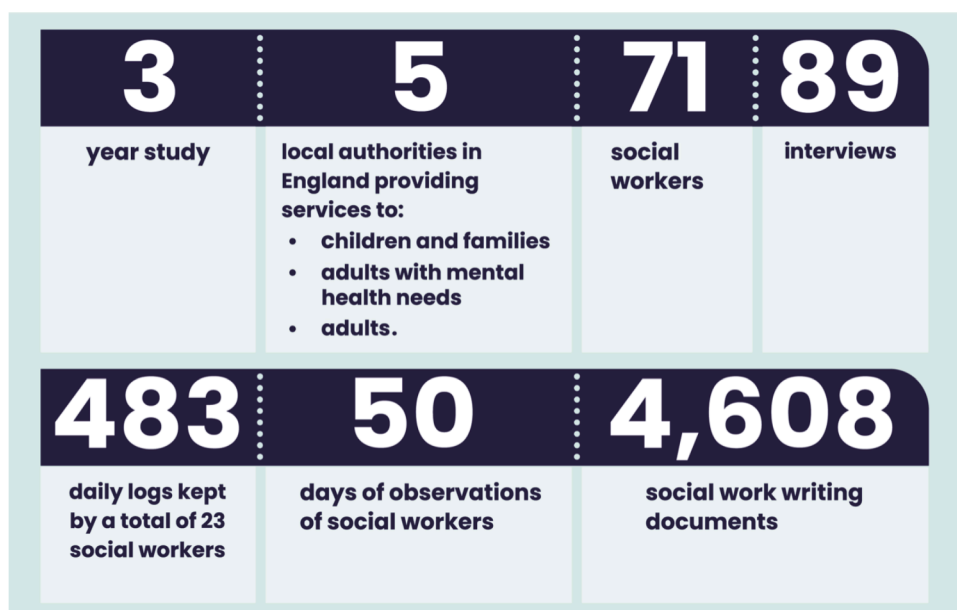 3
year study
5
local authorities in
England providing
services to:
• children and families
• adults with mental
health needs
• adults.
71
social
workers
89
interviews
483
daily logs kept
by a total of 23
social workers
50
days of observations
of social workers
4,608
social work writing
documents